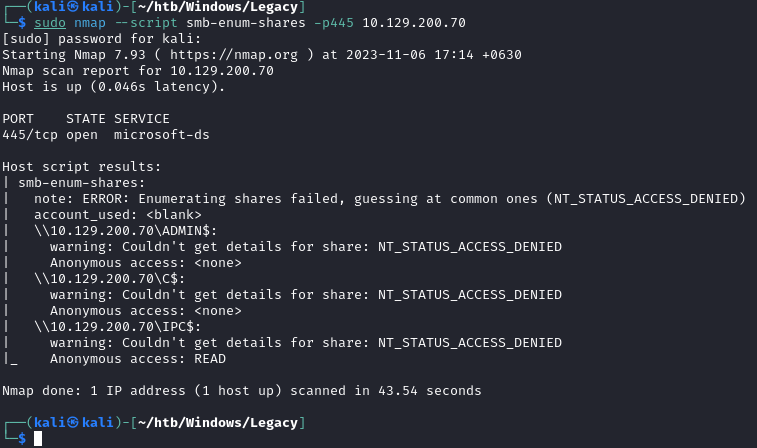 ┌──(kali㉿kali)-[~/htb/Windows/Legacy]
└─$ sudo nmap --script smb-enum-shares -p445 10.129.200.70
[sudo] password for kali:
Starting Nmap 7.93 ( https://nmap.org ) at 2023-11-06 17:14 +0630
Nmap scan report for 10.129.200.70
Host is up (0.046s latency).

PORT    STATE SERVICE
445/tcp open  microsoft-ds

Host script results:
| smb-enum-shares:
|   note: ERROR: Enumerating shares failed, guessing at common ones (NT_STATUS_ACCESS_DENIED)
|   account_used: <blank>
|   \\10.129.200.70\ADMIN$:
|     warning: Couldn't get details for share: NT_STATUS_ACCESS_DENIED
|     Anonymous access: <none>
|   \\10.129.200.70\C$:
|     warning: Couldn't get details for share: NT_STATUS_ACCESS_DENIED
|     Anonymous access: <none>
|   \\10.129.200.70\IPC$:
|     warning: Couldn't get details for share: NT_STATUS_ACCESS_DENIED
|_    Anonymous access: READ

Nmap done: 1 IP address (1 host up) scanned in 43.54 seconds

┌──(kali㉿kali)-[~/htb/Windows/Legacy]
└─$